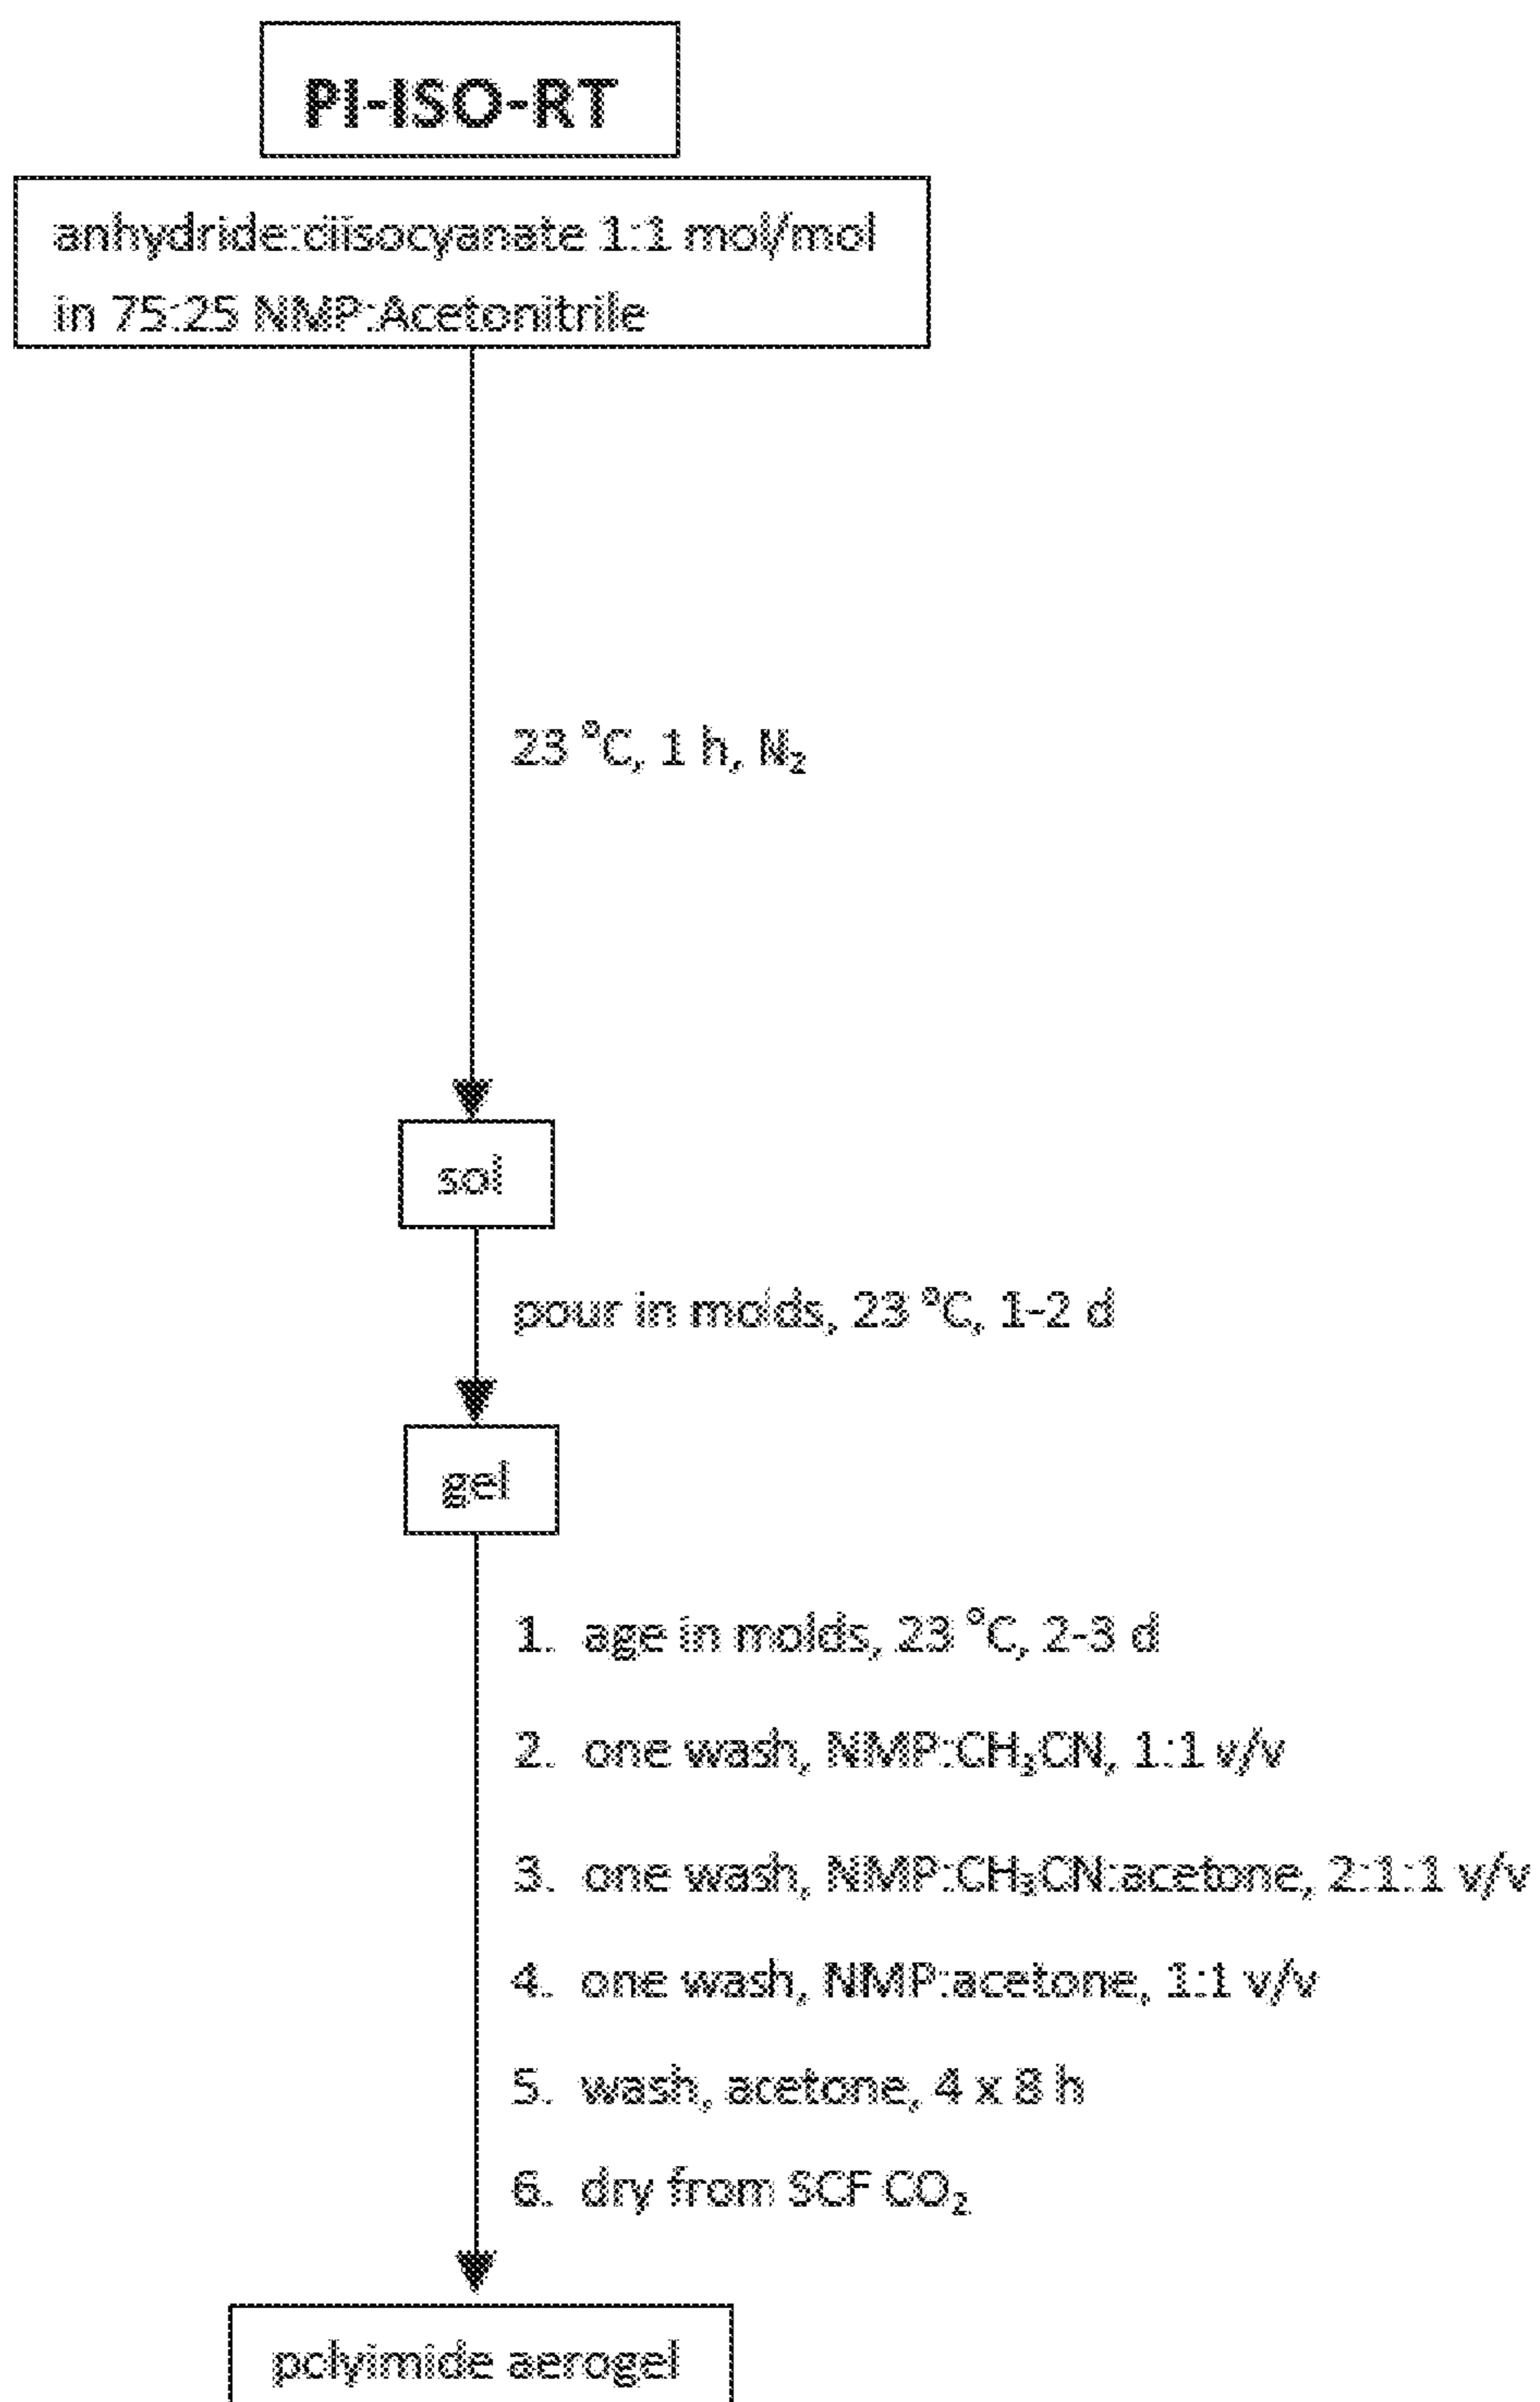 PI-ISO-RT
anhydride:diisocyanate 1:1 mol/mol
in 75:25 NMP:Acetonitrile
23 °C, 1 h, N₂
sol
pour in molds, 23 °C, 1-2 d
gel
1. age in molds, 23 °C, 2-3 d
2. one wash, NMP:CH₃CN, 1:1 v/v
3. one wash, NMP:CH₃CN:acetone, 2:1:1 v/v
4. one wash, NMP:acetone, 1:1 v/v
5. wash, acetone, 4 x 8 h
6. dry from SCF CO₂
polyimide aerogel